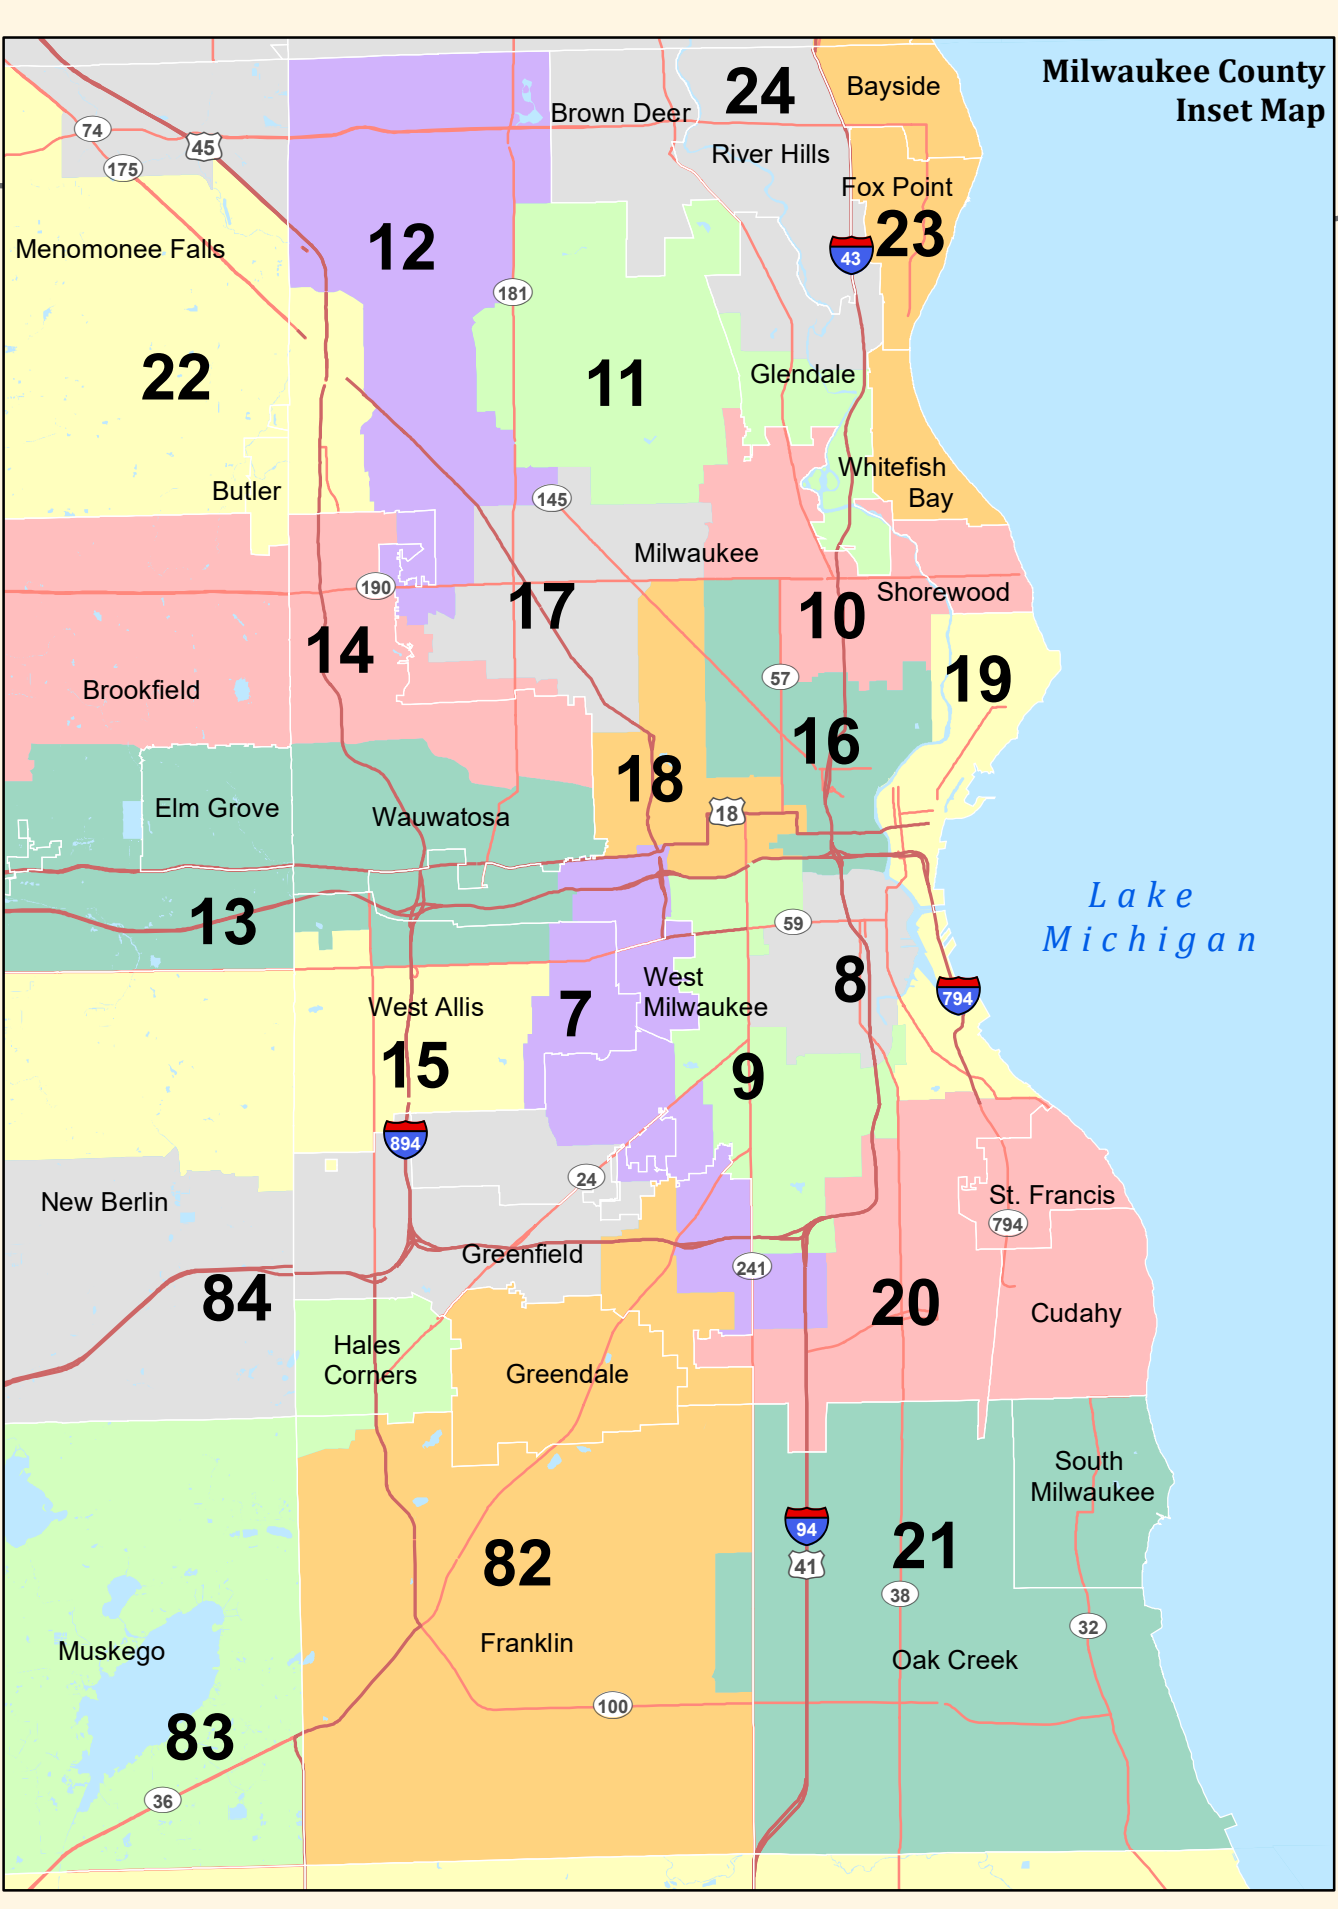 Milwaukee County
Inset Map
24
Bayside
Brown Deer
74
45
River Hills
175
Fox Point
23
Menomonee Falls
12
43
181
22
11
Glendale
Whitefish
Bay
Butler
145
Milwaukee
190
17
10
Shorewood
14
57
19
Brookfield
16
18
Elm Grove
18
Wauwatosa
Lake
Michigan
13
59
West
Milwaukee
8
794
West Allis
7
15
9
894
24
New Berlin
St. Francis
794
Greenfield
241
84
20
Cudahy
Hales
Corners
Greendale
South
Milwaukee
94
41
21
82
38
32
Franklin
Muskego
Oak Creek
100
83
36